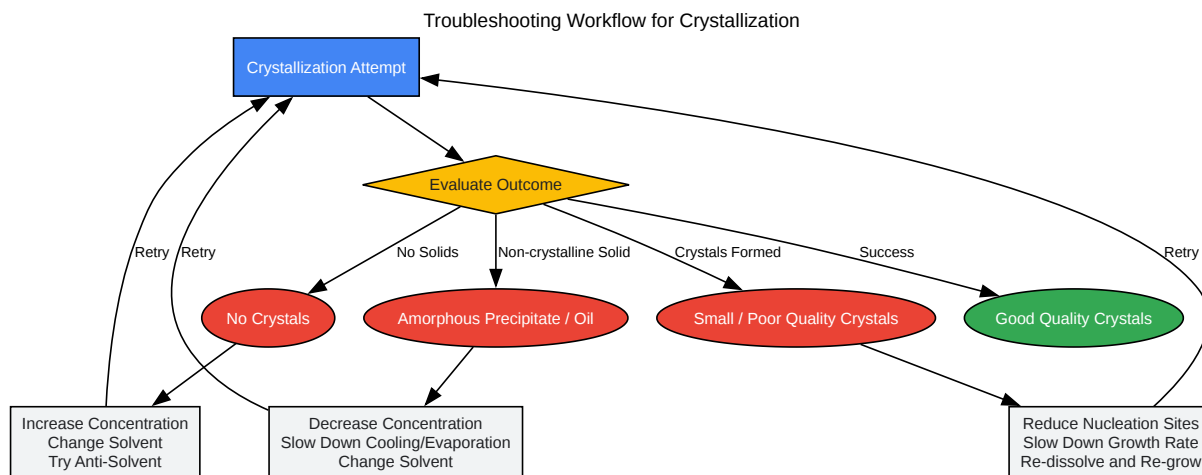 Troubleshooting Workflow for Crystallization
Crystallization Attempt
Evaluate Outcome
Retry
Retry
No Solids
Non-crystalline Solid
Crystals Formed
Success
Retry
No Crystals
Amorphous Precipitate / Oil
Small / Poor Quality Crystals
Good Quality Crystals
Increase Concentration
Change Solvent
Try Anti-Solvent
Decrease Concentration
Slow Down Cooling/Evaporation
Change Solvent
Reduce Nucleation Sites
Slow Down Growth Rate
Re-dissolve and Re-grow